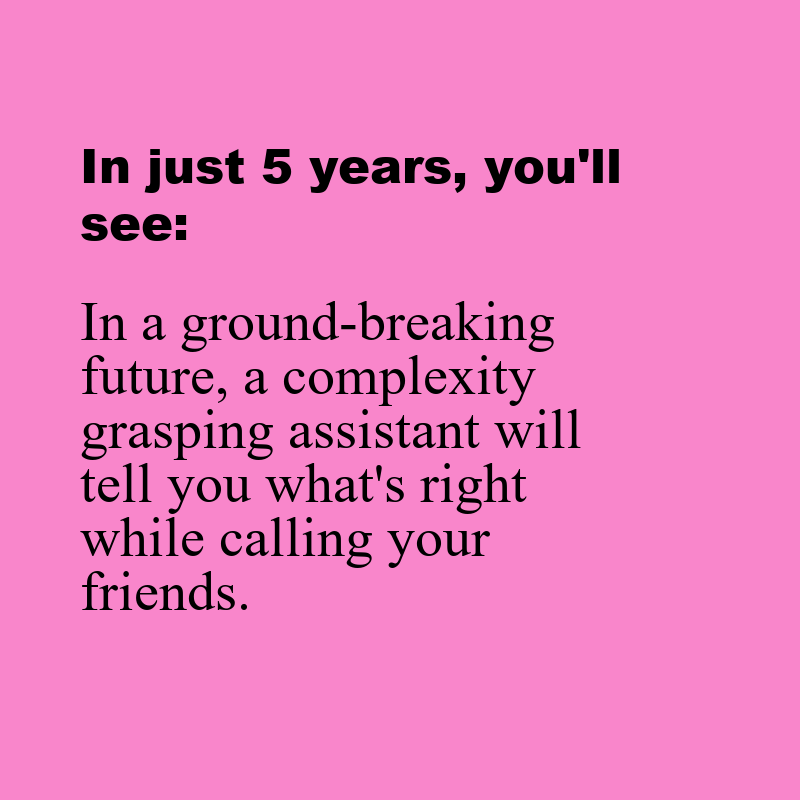 In just 5 years, you'll
see:
In a ground-breaking
future, a complexity
grasping assistant will
tell you what's right
while calling your
friends.